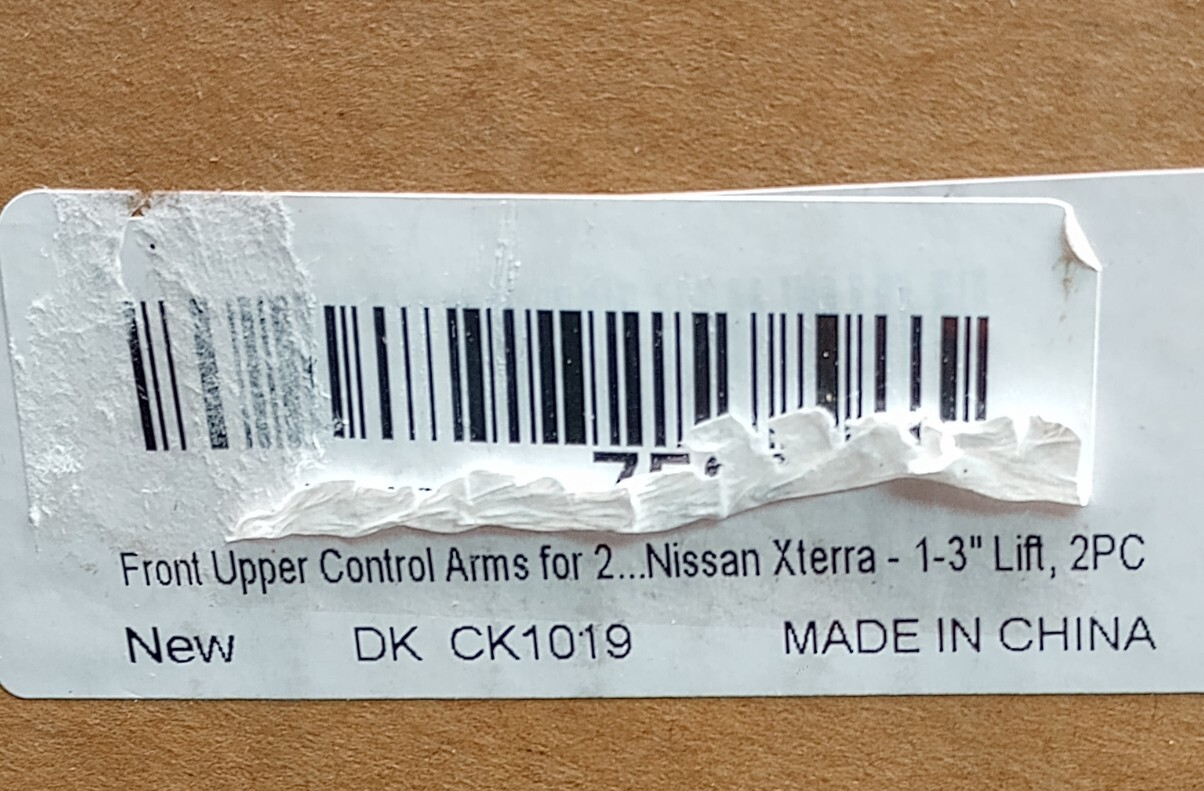 Front Upper Control Arms for 2...Nissan Xterra - 1-3" Lift, 2PC
New DK CK1019 MADE IN CHINA